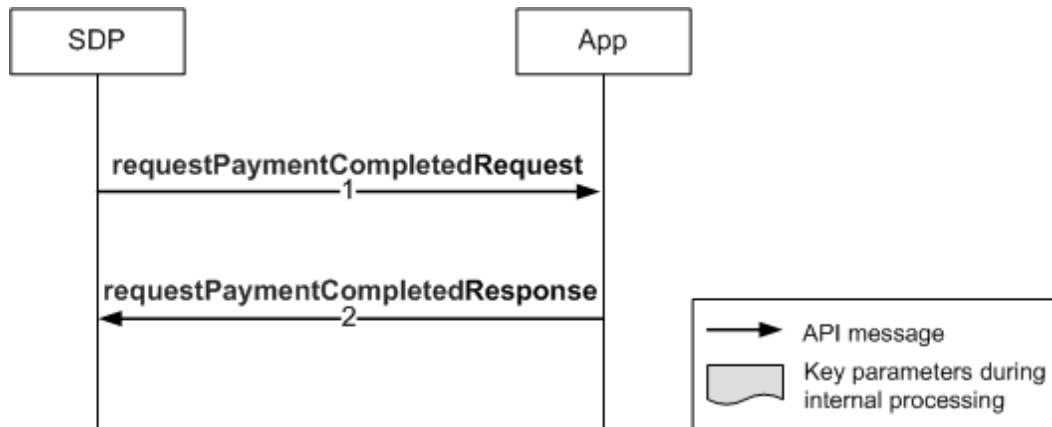 SDP
App
requestPaymentCompletedRequest
1
requestPaymentCompletedResponse
2
API message
Key parameters during
internal processing